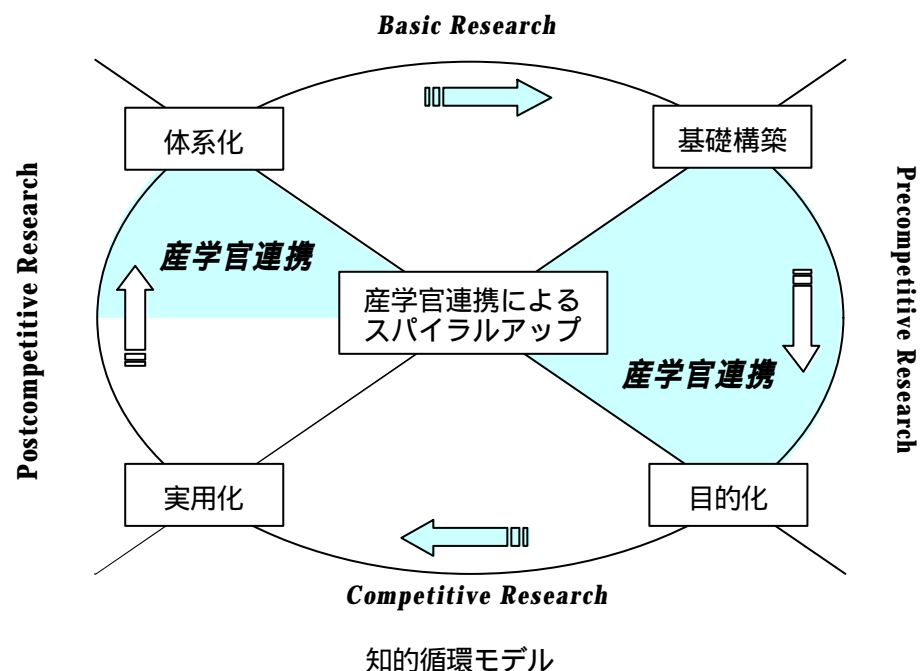 Basic Research
体系化
基礎構築
Postcompetitive Research
Precompetitive Research
産学官連携
産学官連携による
スパイラルアップ
産学官連携
実用化
目的化
Competitive Research
知的循環モデル